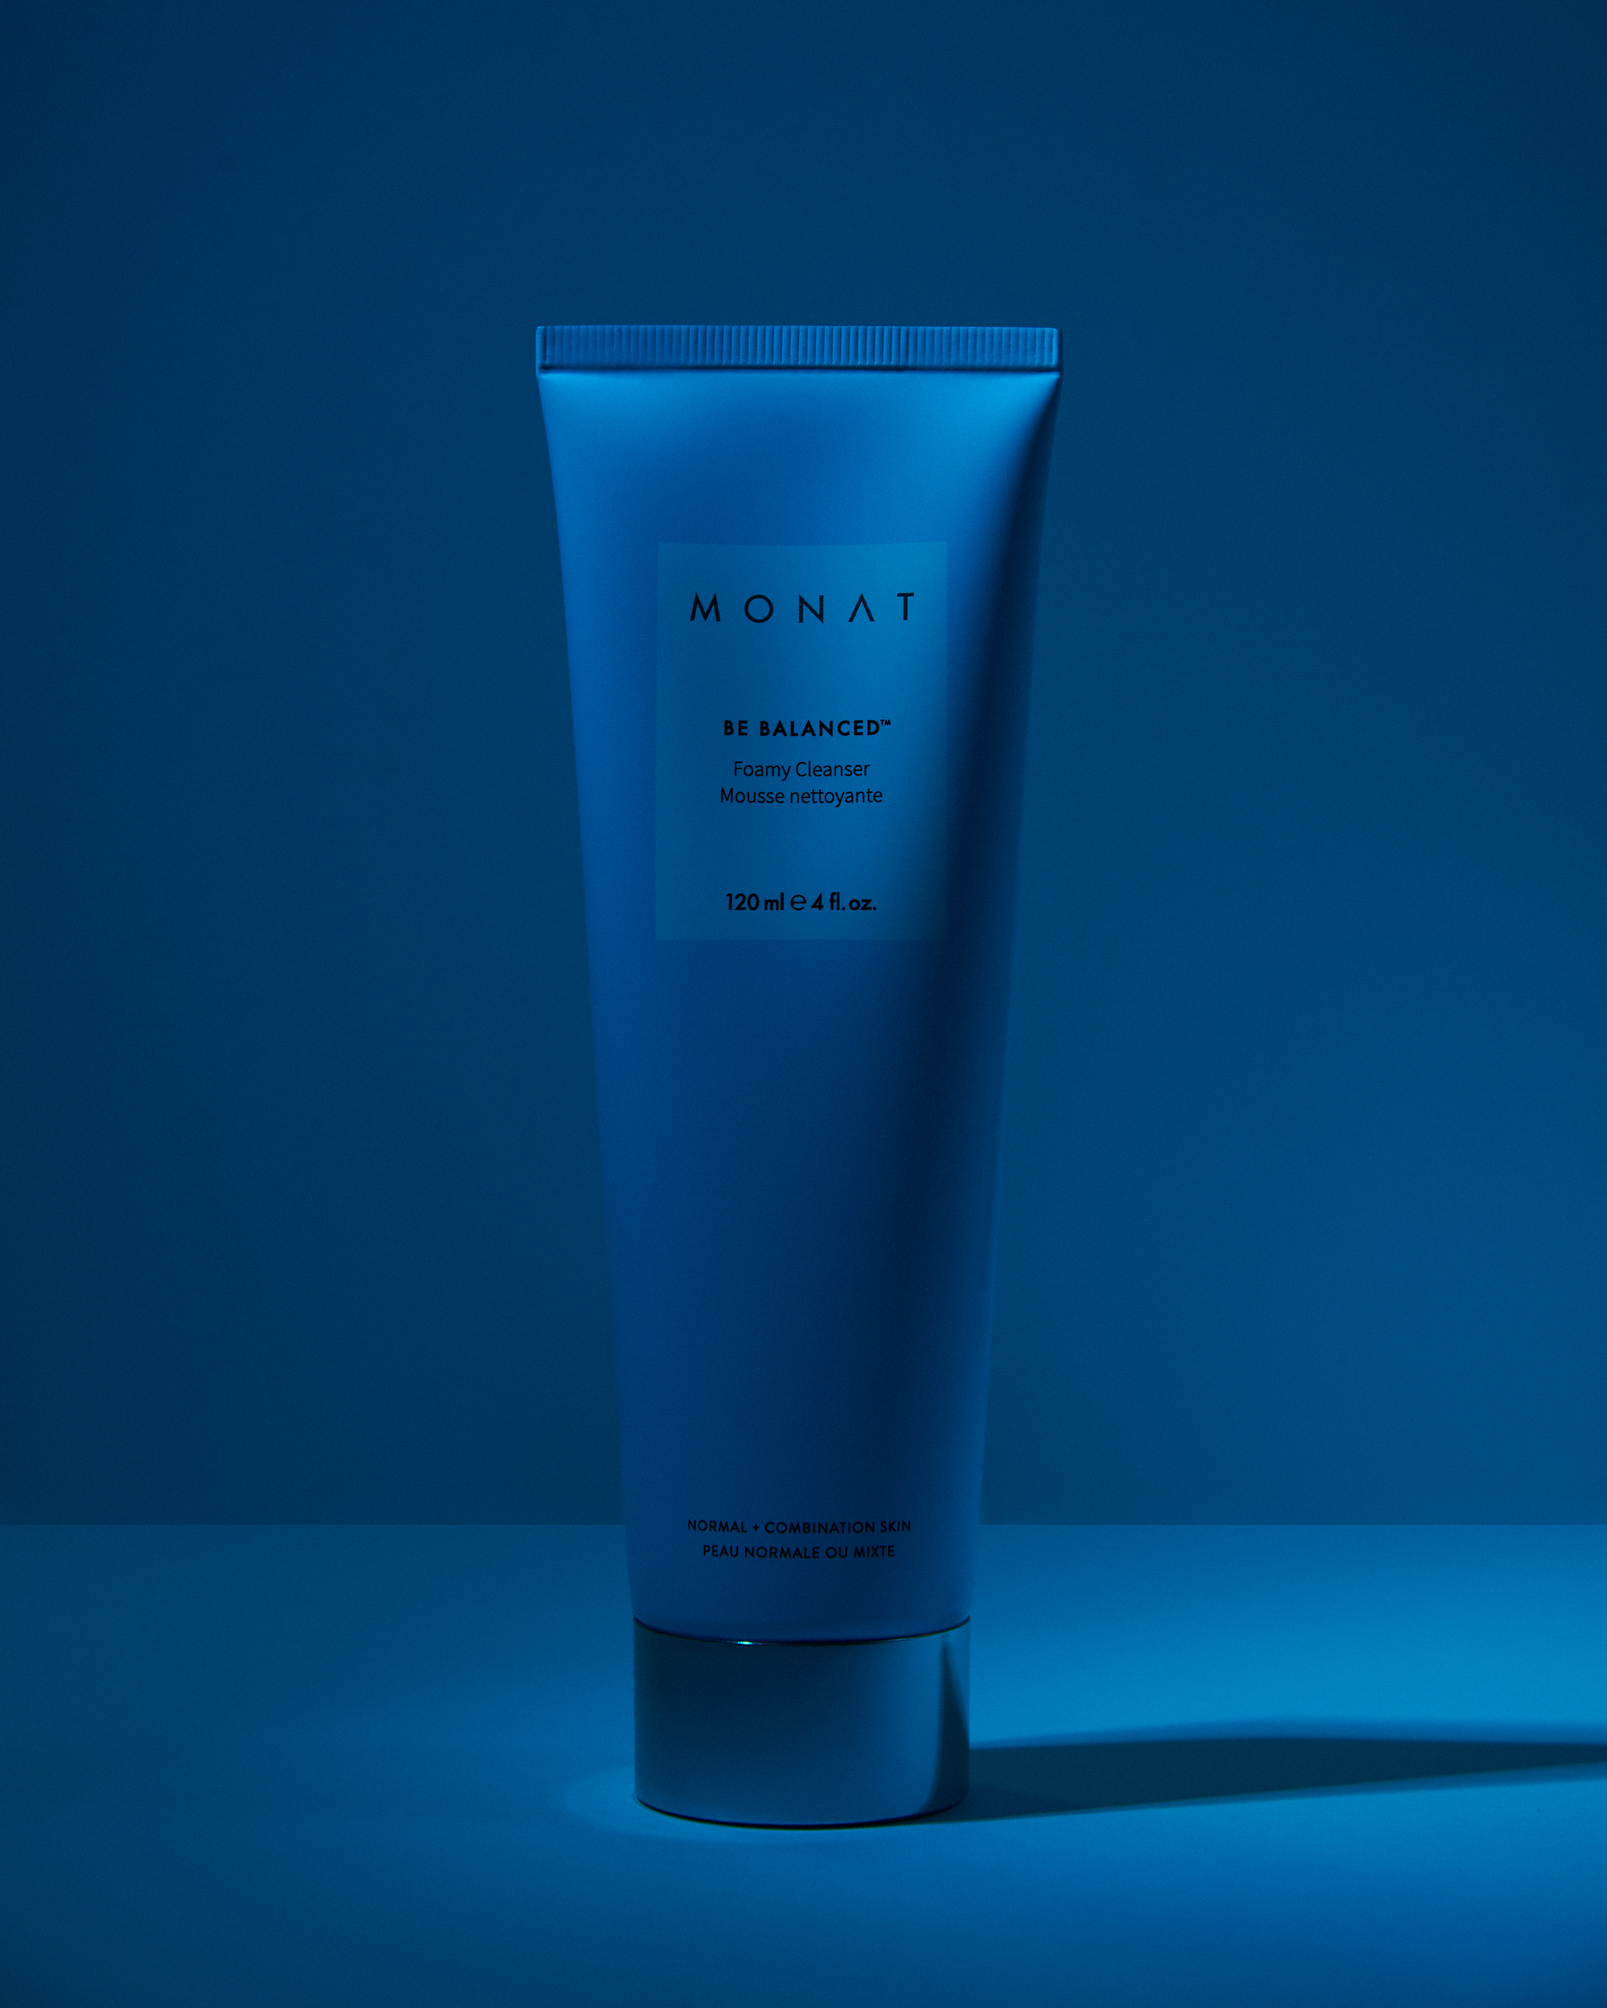 MONAT
BE BALANCED™
Foamy Cleanser
Mousse nettoyante
120 ml ℮ 4 fl. oz.
NORMAL + COMBINATION SKIN
PEAU NORMALE OU MIXTE